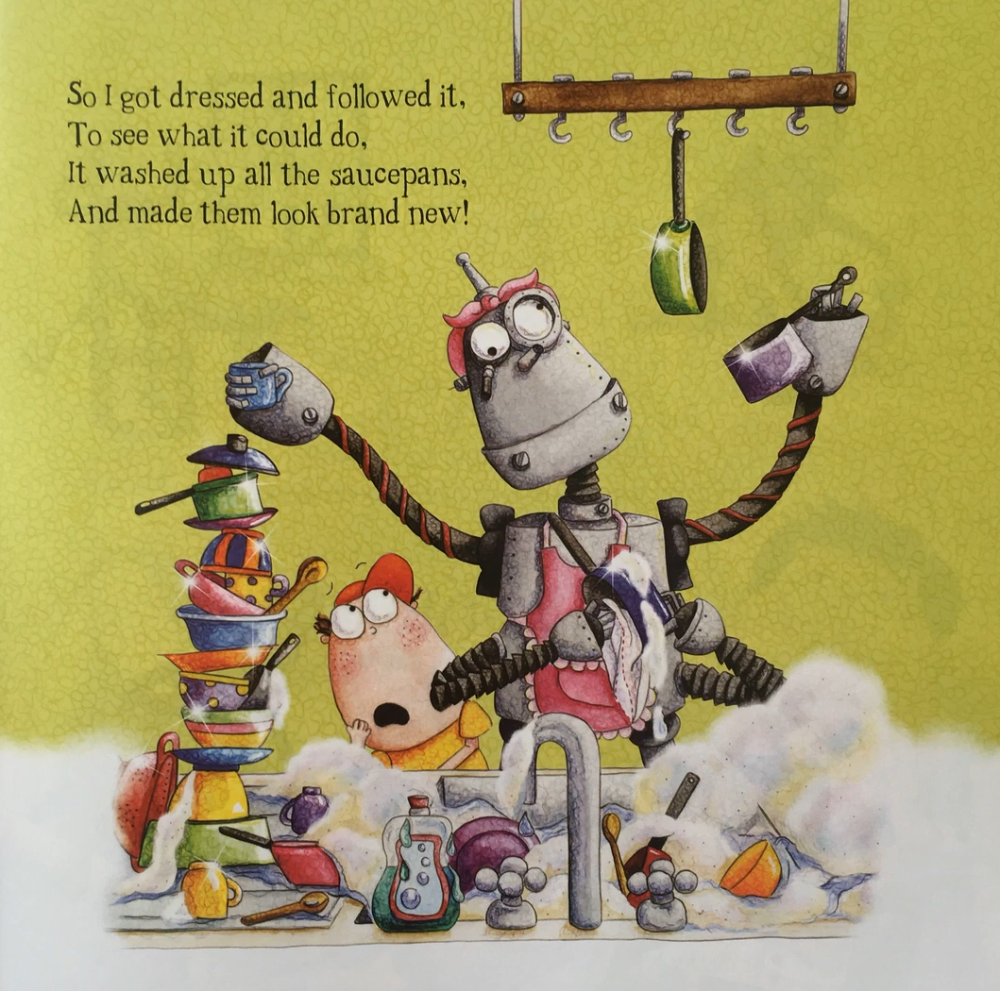 So I got dressed and followed it,
To see what it could do,
It washed up all the saucepans,
And made them look brand new!